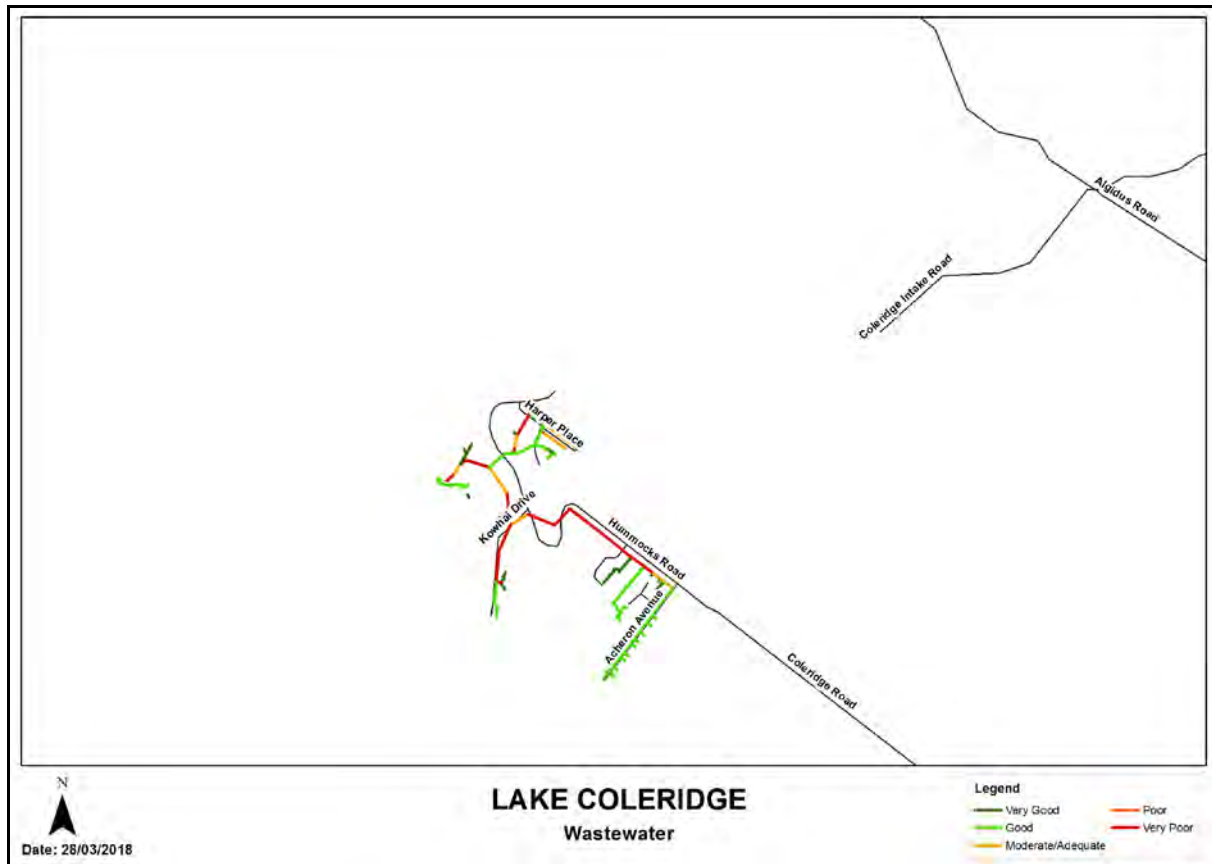 Algidus Road
Coleridge Intake Road
Harper Place
Kowhai Drive
Hummocks Road
Acheron Avenue
Coleridge Road
N
Date: 28/03/2018
LAKE COLERIDGE
Wastewater
Legend
Very Good
Good
Moderate/Adequate
Poor
Very Poor